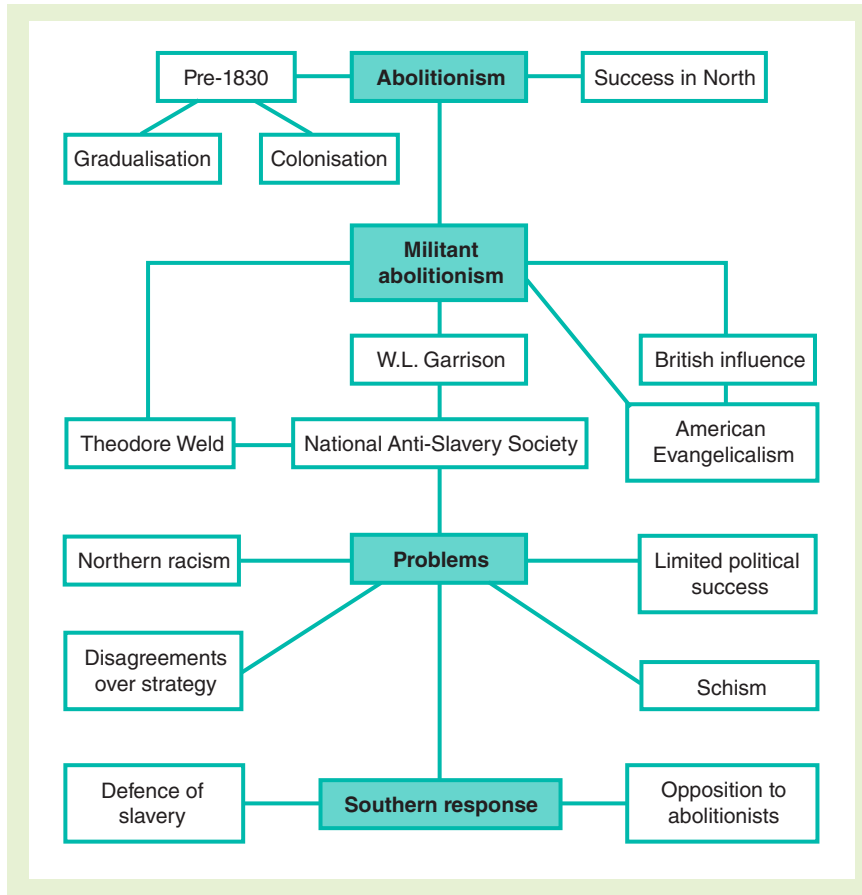 Pre-1830
Abolitionism
Success in North
Gradualisation
Colonisation
Militant
abolitionism
W.L. Garrison
British influence
Theodore Weld
National Anti-Slavery Society
American
Evangelicalism
Northern racism
Problems
Limited political
success
Disagreements
over strategy
Schism
Defence of
slavery
Southern response
Opposition to
abolitionists